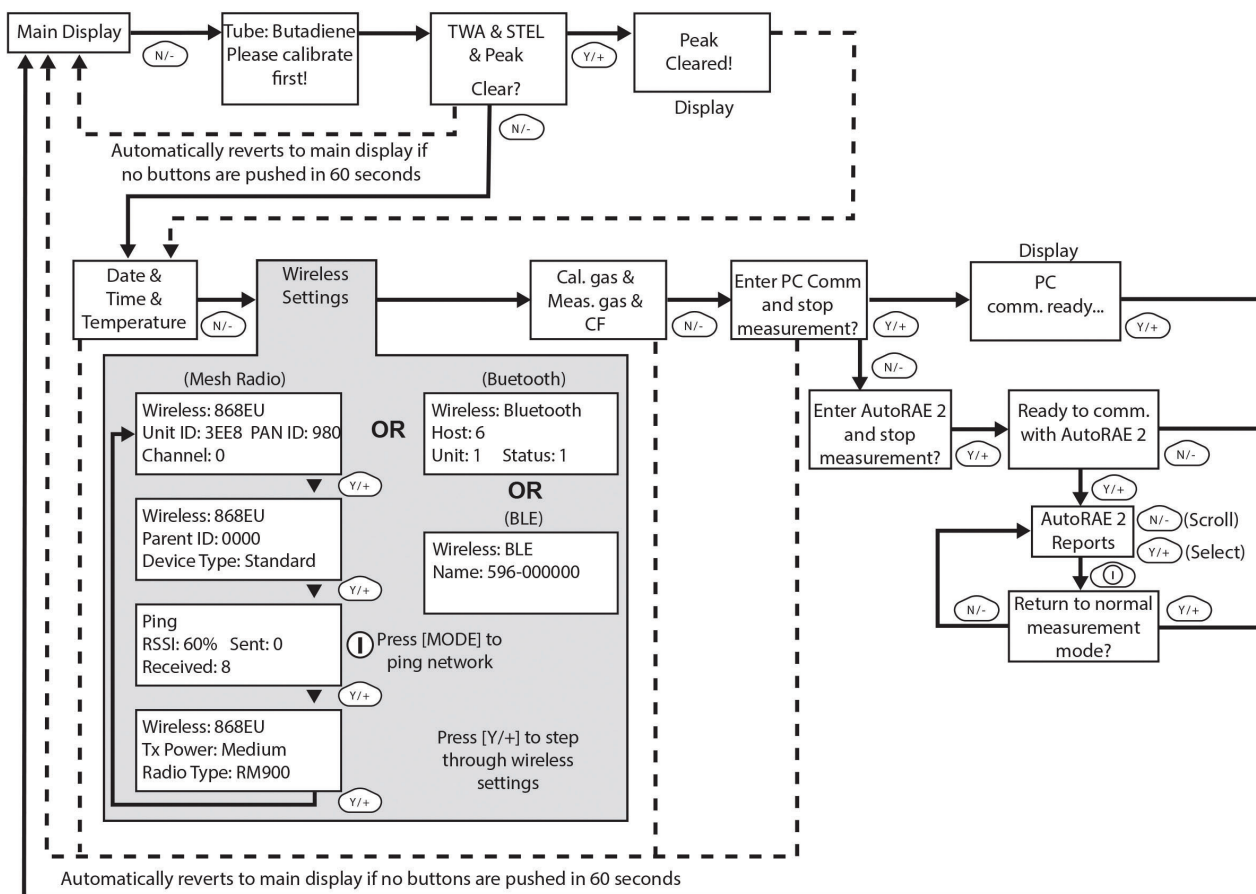 Main Display
N/-
Tube: Butadiene
Please calibrate
first!
TWA & STEL
& Peak
Clear?
Y/+
N/-
Peak
Cleared!
Display
Automatically reverts to main display if
no buttons are pushed in 60 seconds
Date &
Time &
Temperature
N/-
Wireless
Settings
Cal. gas &
Meas. gas &
CF
N/-
Enter PC Comm
and stop
measurement?
Y/+
N/-
Display
PC
comm. ready...
Y/+
(Mesh Radio)
Wireless: 868EU
Unit ID: 3EE8 PAN ID: 980
Channel: 0
Y/+
Wireless: 868EU
Parent ID: 0000
Device Type: Standard
Y/+
Ping
RSSI: 60% Sent: 0
Received: 8
Press [MODE] to
ping network
Y/+
Wireless: 868EU
Tx Power: Medium
Radio Type: RM900
Y/+
OR
(Buetooth)
Wireless: Bluetooth
Host: 6
Unit: 1 Status: 1
OR
(BLE)
Wireless: BLE
Name: 596-000000
Press [Y/+] to step
through wireless
settings
Enter AutoRAE 2
and stop
measurement?
Y/+
Ready to comm.
with AutoRAE 2
N/-
Y/+
AutoRAE 2
Reports
N/- (Scroll)
Y/+ (Select)
Return to normal
measurement
mode?
N/-
Y/+
Automatically reverts to main display if no buttons are pushed in 60 seconds